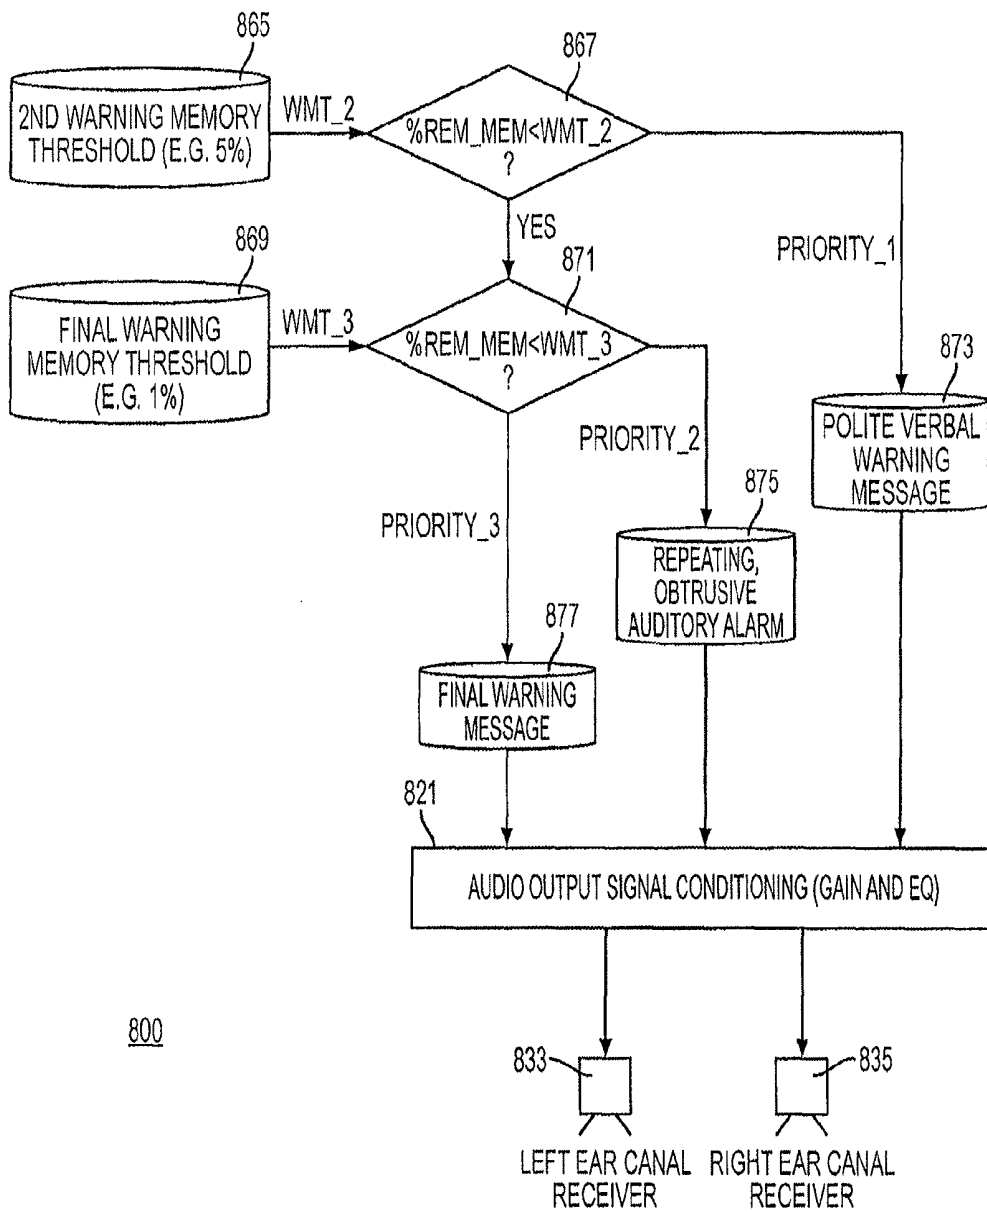 865
2ND WARNING MEMORY
THRESHOLD (E.G. 5%)
WMT_2
867
%REM_MEM<WMT_2
?
YES
PRIORITY_1
869
FINAL WARNING
MEMORY THRESHOLD
(E.G. 1%)
WMT_3
871
%REM_MEM<WMT_3
?
PRIORITY_2
PRIORITY_3
873
POLITE VERBAL
WARNING
MESSAGE
875
REPEATING,
OBTRUSIVE
AUDITORY ALARM
877
FINAL WARNING
MESSAGE
821
AUDIO OUTPUT SIGNAL CONDITIONING (GAIN AND EQ)
800
833
835
LEFT EAR CANAL
RECEIVER
RIGHT EAR CANAL
RECEIVER